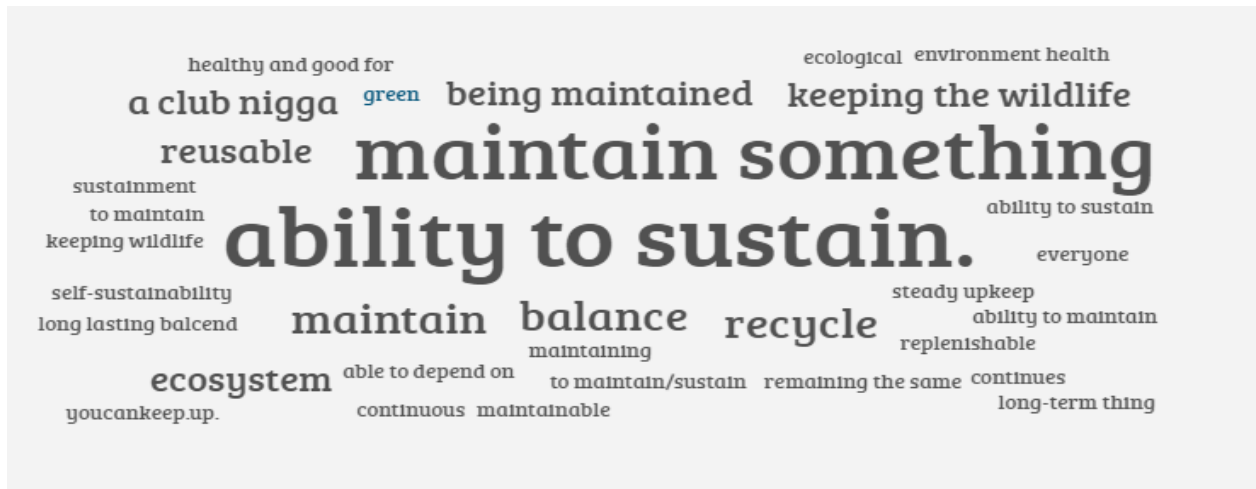 ecological environment health
healthy and good for
a club nigga green being maintained keeping the wildlife
reusable maintain something
sustainment
to maintain ability to sustain
keeping wildlife ability to sustain. everyone
self-sustainability steady upkeep
long lasting balcend maintain balance recycle ability to maintain
maintaining replenishable
ecosystem able to depend on to maintain/sustain remaining the same continues
youcankeep.up. continuous maintainable long-term thing